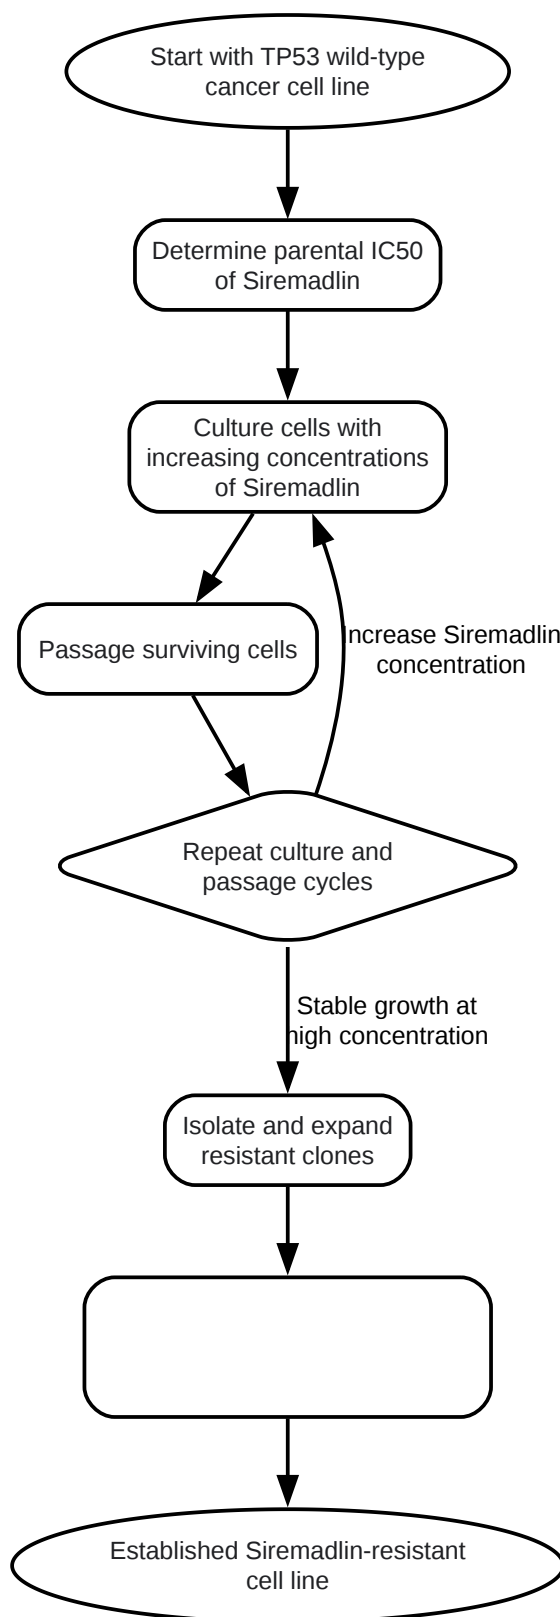 Start with TP53 wild-type
cancer cell line
Determine parental IC50
of Siremadlin
Culture cells with
increasing concentrations
of Siremadlin
Passage surviving cells
Increase Siremadlin
concentration
Repeat culture and
passage cycles
Stable growth at
high concentration
Isolate and expand
resistant clones
Established Siremadlin-resistant
cell line